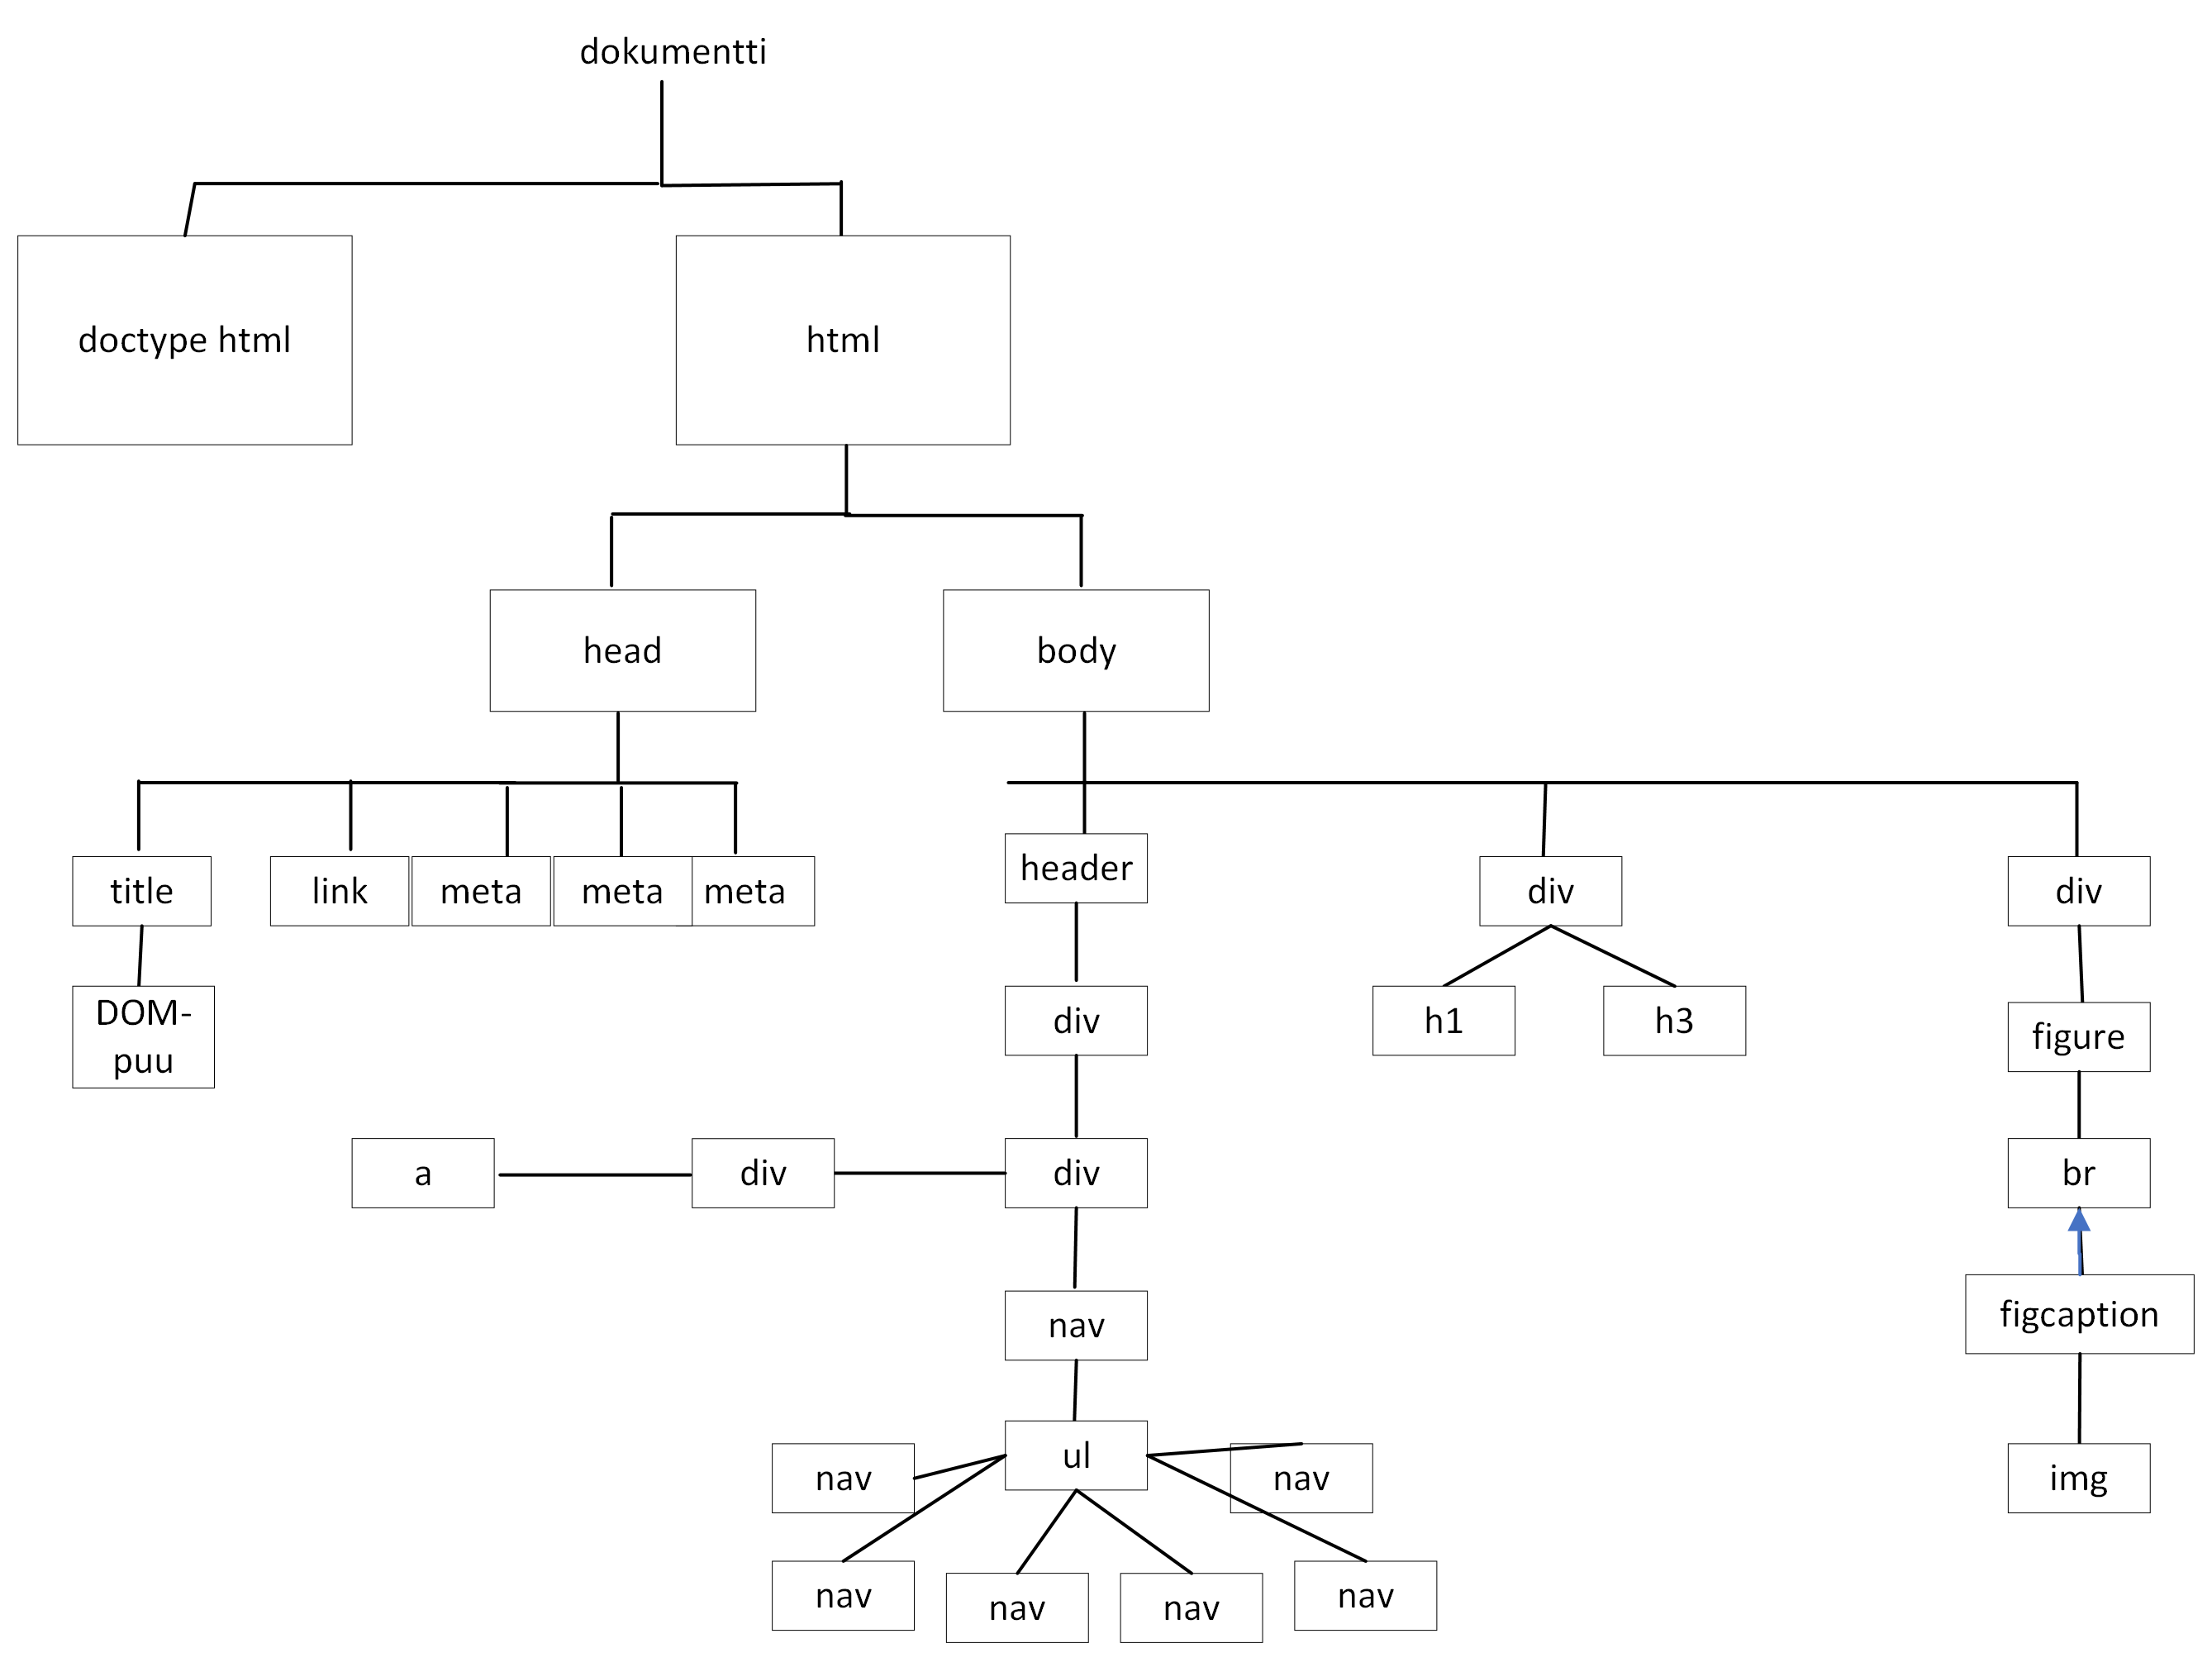 dokumentti
doctype html
html
head
body
header
title
link
meta
meta
meta
div
div
DOM-
puu
div
h1
h3
figure
a
div
div
br
nav
figcaption
ul
nav
nav
img
nav
nav
nav
nav